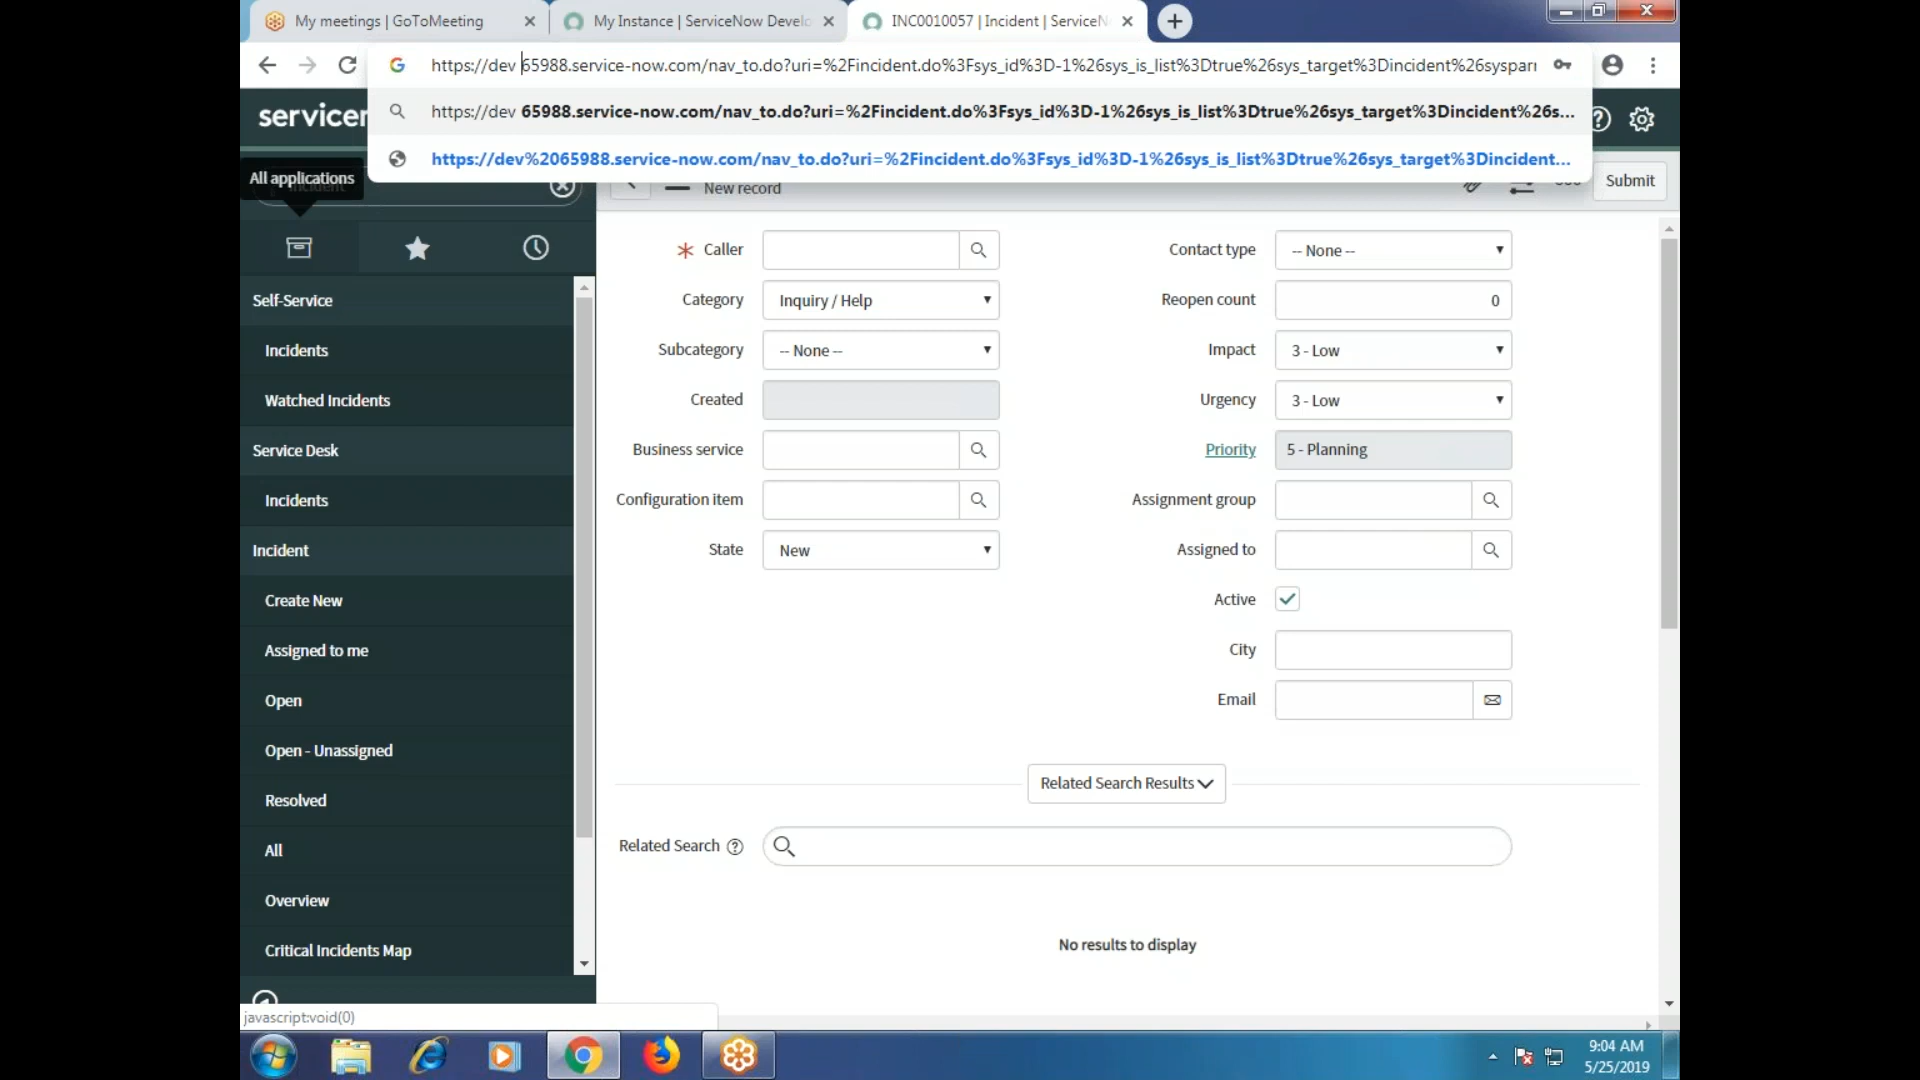 My meetings | GoToMeeting
My Instance | ServiceNow Develo
INC0010057 | Incident | ServiceN
https://dev 65988.service-now.com/nav_to.do?uri=%2Fincident.do%3Fsys_id%3D-1%26sys_is_list%3Dtrue%26sys_target%3Dincident%26sysparm
https://dev 65988.service-now.com/nav_to.do?uri=%2Fincident.do%3Fsys_id%3D-1%26sys_is_list%3Dtrue%26sys_target%3Dincident%26s...
https://dev%2065988.service-now.com/nav_to.do?uri=%2Fincident.do%3Fsys_id%3D-1%26sys_is_list%3Dtrue%26sys_target%3Dincident...
servicer
All applications
incident
New record
Submit
Self-Service
Incidents
Watched Incidents
Service Desk
Incidents
Incident
Create New
Assigned to me
Open
Open - Unassigned
Resolved
All
Overview
Critical Incidents Map
Caller
Category
Inquiry / Help
Subcategory
-- None --
Created
Business service
Configuration item
State
New
Contact type
-- None --
Reopen count
0
Impact
3 - Low
Urgency
3 - Low
Priority
5 - Planning
Assignment group
Assigned to
Active
City
Email
Related Search Results
Related Search
No results to display
javascript:void(0)
9:04 AM
5/25/2019